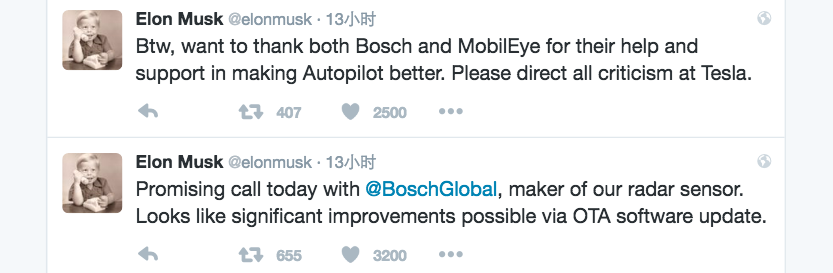 Elon Musk @elonmusk · 13小时
Btw, want to thank both Bosch and MobilEye for their help and
support in making Autopilot better. Please direct all criticism at Tesla.
407 2500 •••
Elon Musk @elonmusk · 13小时
Promising call today with @BoschGlobal, maker of our radar sensor.
Looks like significant improvements possible via OTA software update.
655 3200 •••